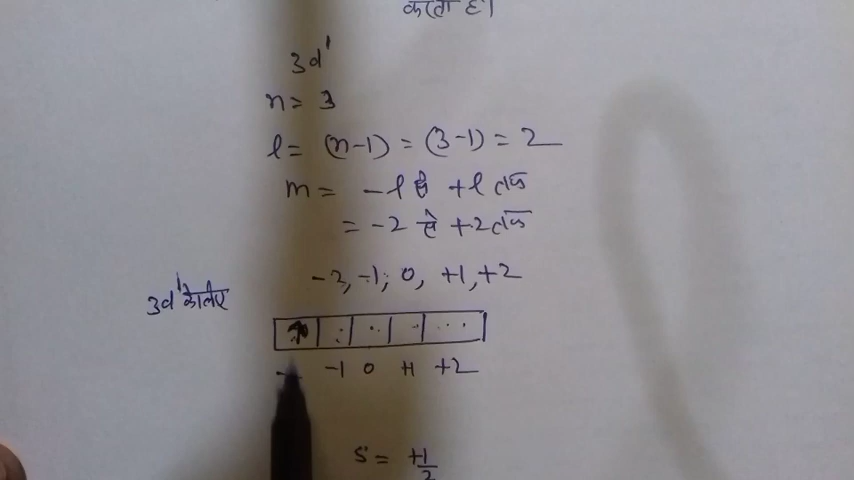 करता है।
3d¹
n = 3
l = (n-1) = (3-1) = 2
m = -l से +l तक
= -2 से +2 तक
-2, -1, 0, +1, +2
3d¹ के लिए
-1 0 +1 +2
s = +1/2